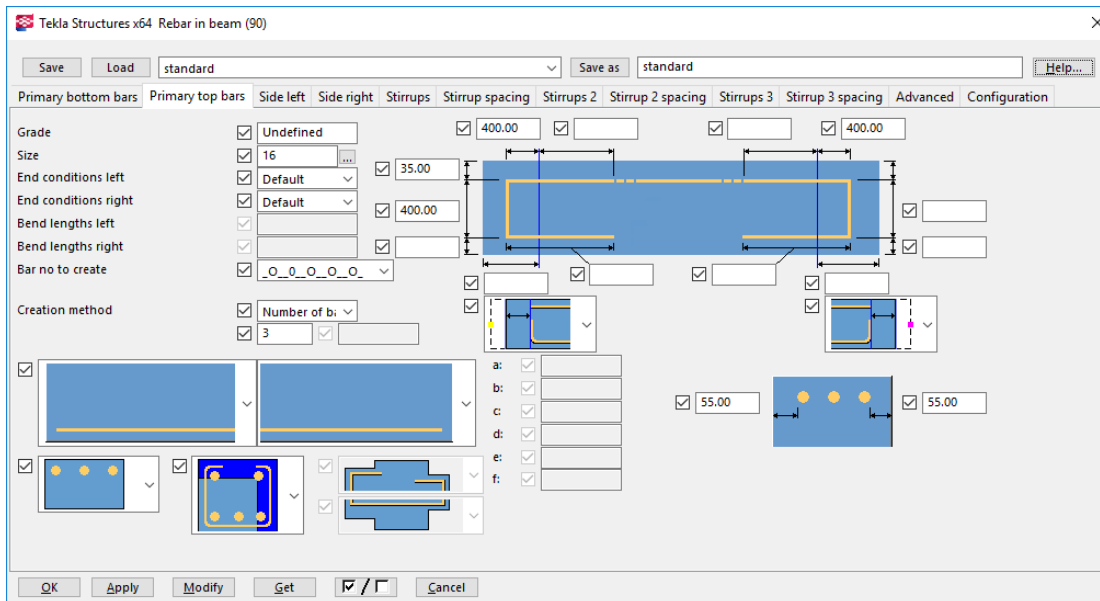 Tekla Structures x64 Rebar in beam (90)
Save Load standard Save as standard Help...
Primary bottom bars Primary top bars Side left Side right Stirrups Stirrup spacing Stirrups 2 Stirrup 2 spacing Stirrups 3 Stirrup 3 spacing Advanced Configuration
400.00 400.00
Grade Undefined
Size 16 ...
35.00
End conditions left Default
End conditions right Default
400.00
Bend lengths left
Bend lengths right
Bar no to create _O__0__O__O__O_
Creation method Number of ba
3
a:
b:
c:
55.00 55.00
d:
e:
f:
OK Apply Modify Get / Cancel